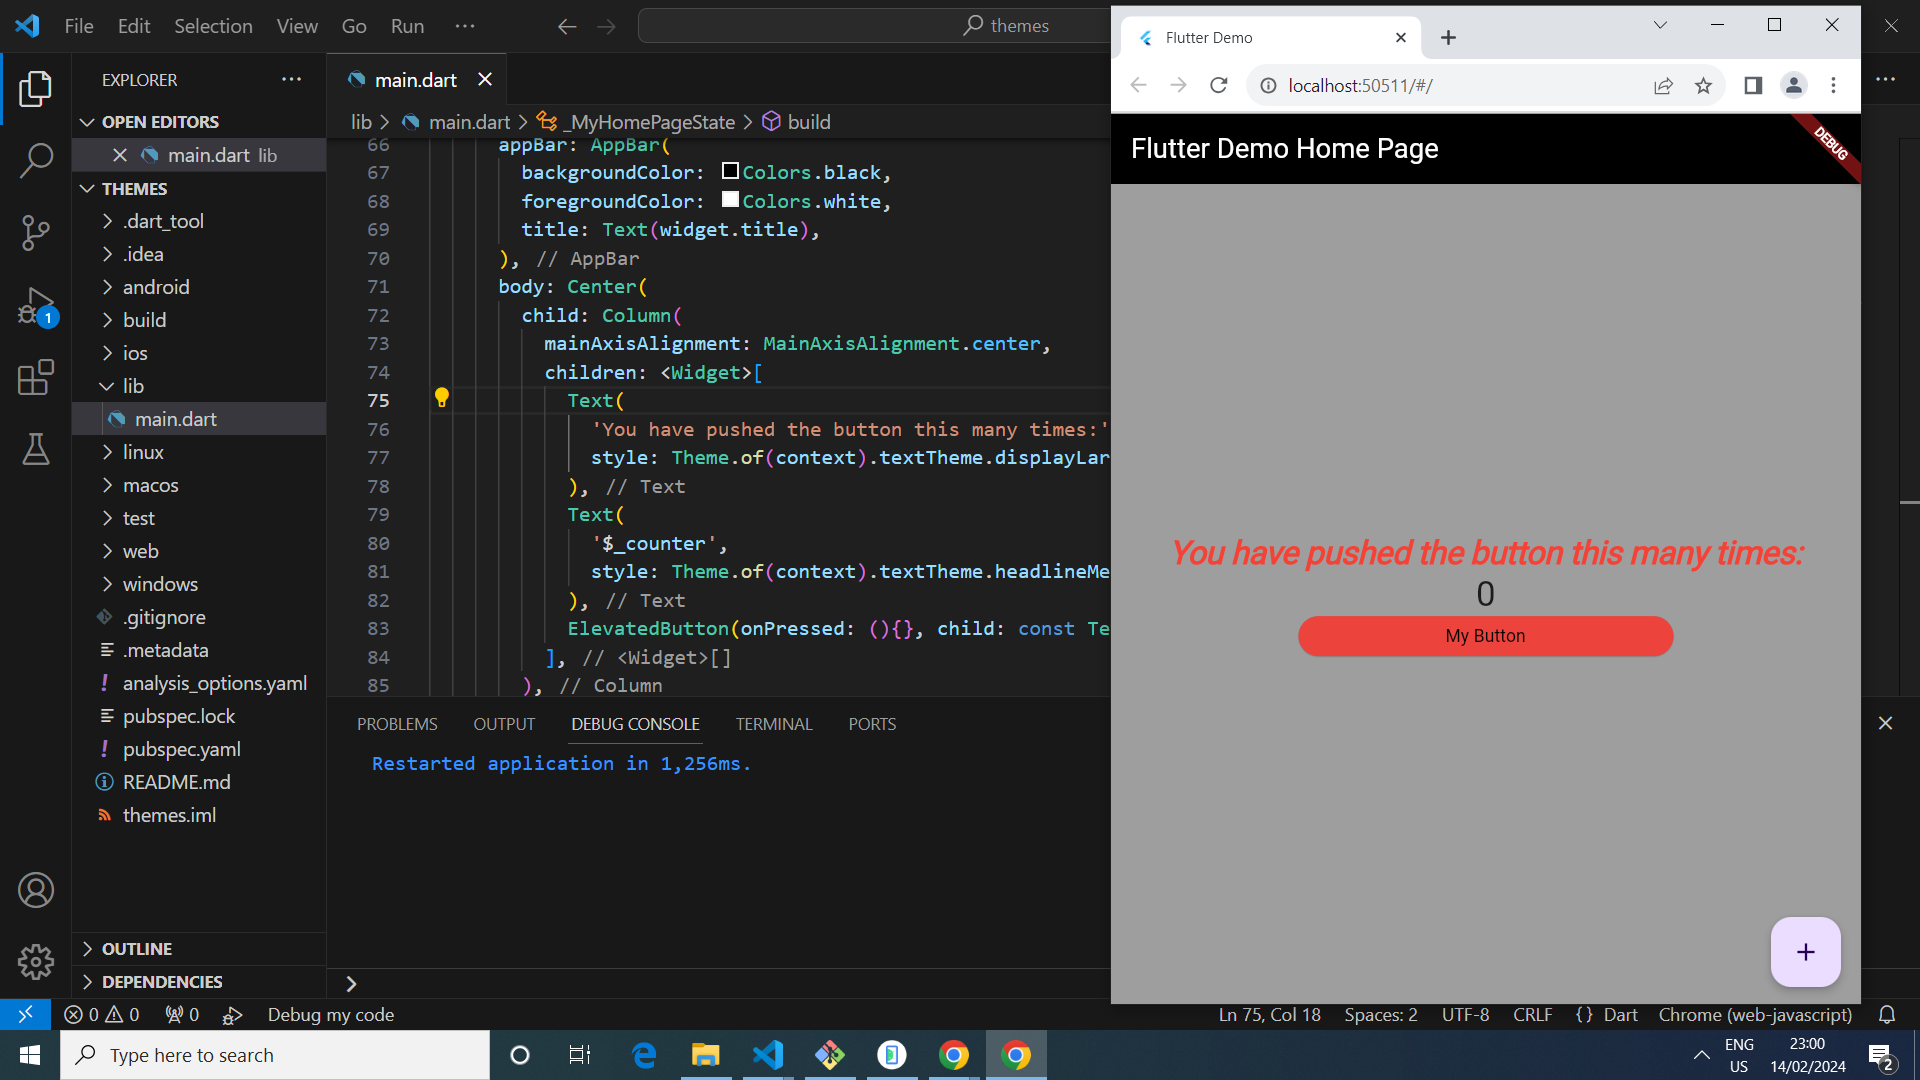 File Edit Selection View Go Run ···
themes
EXPLORER ···
OPEN EDITORS
main.dart lib
THEMES
.dart_tool
.idea
android
build
ios
lib
main.dart
linux
macos
test
web
windows
.gitignore
.metadata
analysis_options.yaml
pubspec.lock
pubspec.yaml
README.md
themes.iml
OUTLINE
DEPENDENCIES
1
main.dart
lib > main.dart > _MyHomePageState > build
66 appBar: AppBar(
67 backgroundColor: Colors.black,
68 foregroundColor: Colors.white,
69 title: Text(widget.title),
70 ), // AppBar
71 body: Center(
72 child: Column(
73 mainAxisAlignment: MainAxisAlignment.center,
74 children: <Widget>[
75 Text(
76 'You have pushed the button this many times:'
77 style: Theme.of(context).textTheme.displayLar
78 ), // Text
79 Text(
80 '$_counter',
81 style: Theme.of(context).textTheme.headlineMe
82 ), // Text
83 ElevatedButton(onPressed: (){}, child: const Te
84 ], // <Widget>[]
85 ), // Column
PROBLEMS OUTPUT DEBUG CONSOLE TERMINAL PORTS
Restarted application in 1,256ms.
>
Flutter Demo
localhost:50511/#/
Flutter Demo Home Page
DEBUG
You have pushed the button this many times:
0
My Button
+
0 0 0 Debug my code
Ln 75, Col 18 Spaces: 2 UTF-8 CRLF {} Dart Chrome (web-javascript)
Type here to search
ENG
US
23:00
14/02/2024
2